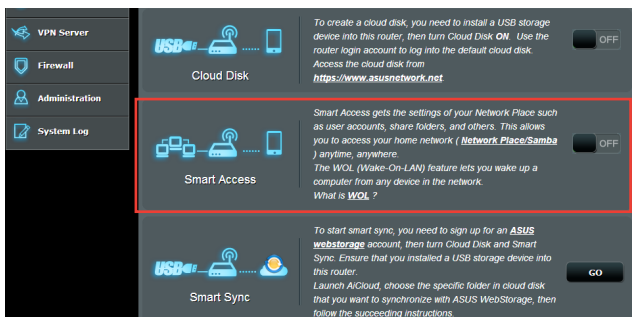 VPN Server
Firewall
Administration
System Log
USB
Cloud Disk
To create a cloud disk, you need to install a USB storage
device into this router, then turn Cloud Disk ON. Use the
router login account to log into the default cloud disk.
Access the cloud disk from
https://www.asusnetwork.net.
OFF
Smart Access
Smart Access gets the settings of your Network Place such
as user accounts, share folders, and others. This allows
you to access your home network ( Network Place/Samba
) anytime, anywhere.
The WOL (Wake-On-LAN) feature lets you wake up a
computer from any device in the network.
What is WOL ?
OFF
USB
Smart Sync
To start smart sync, you need to sign up for an ASUS
webstorage account, then turn Cloud Disk and Smart
Sync. Ensure that you installed a USB storage device into
this router.
Launch AiCloud, choose the specific folder in cloud disk
that you want to synchronize with ASUS WebStorage, then
follow the succeeding instructions.
GO